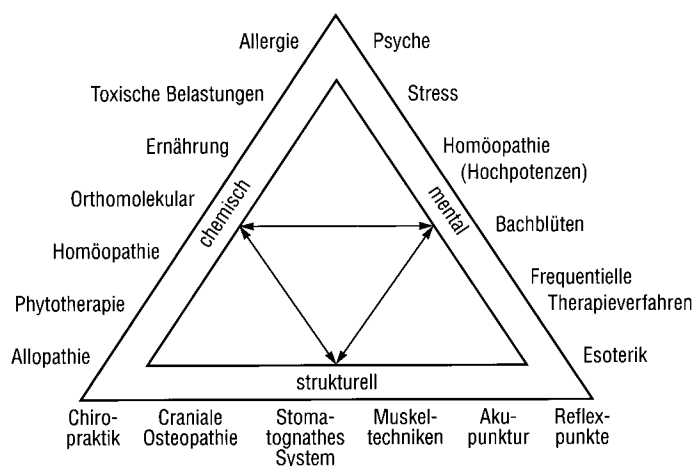 Allergie
Psyche
Toxische Belastungen
Stress
Ernährung
Homöopathie
(Hochpotenzen)
Orthomolekular
chemisch
mental
Bachblüten
Homöopathie
Frequentielle
Therapieverfahren
Phytotherapie
Allopathie
Esoterik
strukturell
Chiro-
praktik
Craniale
Osteopathie
Stoma-
tognathes
System
Muskel-
techniken
Aku-
punktur
Reflex-
punkte